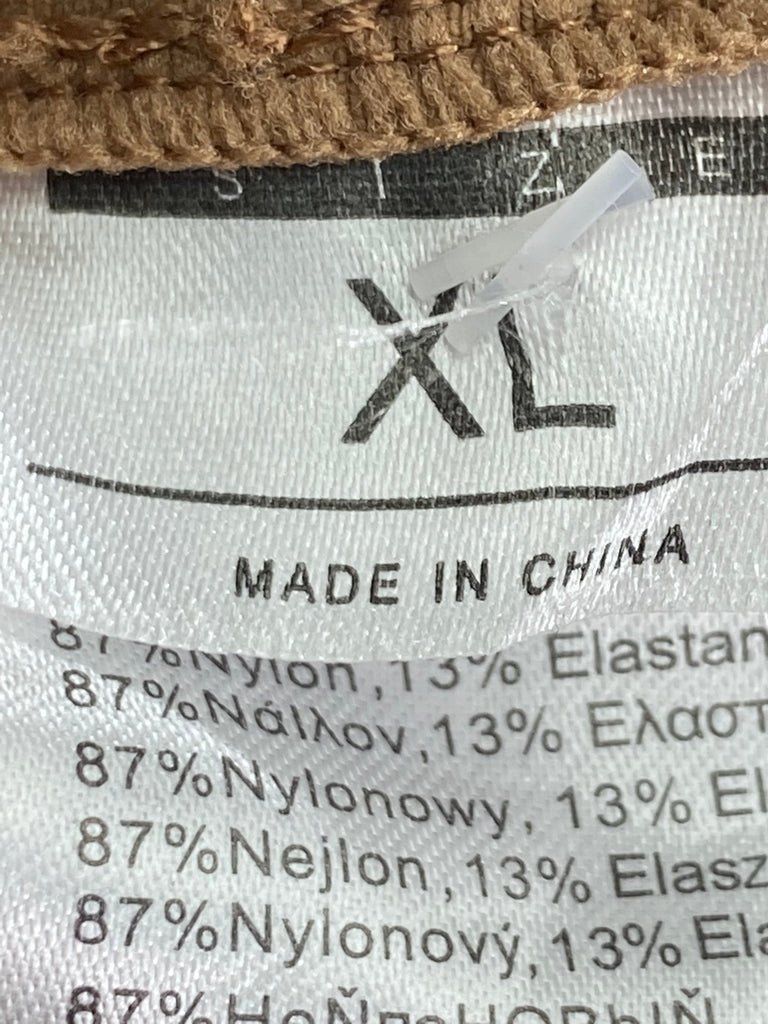 SIZE
XL
MADE IN CHINA
87%Nylon,13% Elastan
87%Νάιλον,13% Ελαστ
87%Nylonowy, 13% El
87%Nejlon,13% Elasz
87%Nylonový,13% Ela
87%